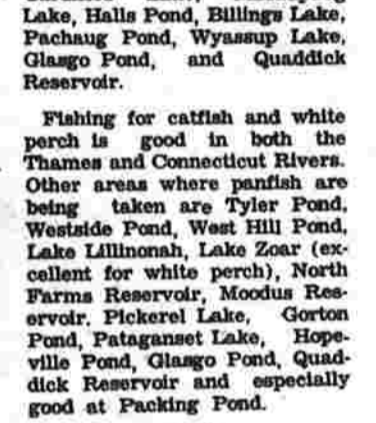 Lake, Halls Pond, Billings Lake,
Pachaug Pond, Wyassup Lake,
Glasgo Pond, and Quaddick
Reservoir.
Fishing for catfish and white
perch is good in both the
Thames and Connecticut Rivers.
Other areas where panfish are
being taken are Tyler Pond,
Westside Pond, West Hill Pond,
Lake Lillinonah, Lake Zoar (ex-
cellent for white perch), North
Farms Reservoir, Moodus Res-
ervoir. Pickerel Lake, Gorton
Pond, Pataganset Lake, Hope-
ville Pond, Glasgo Pond, Quad-
dick Reservoir and especially
good at Packing Pond.